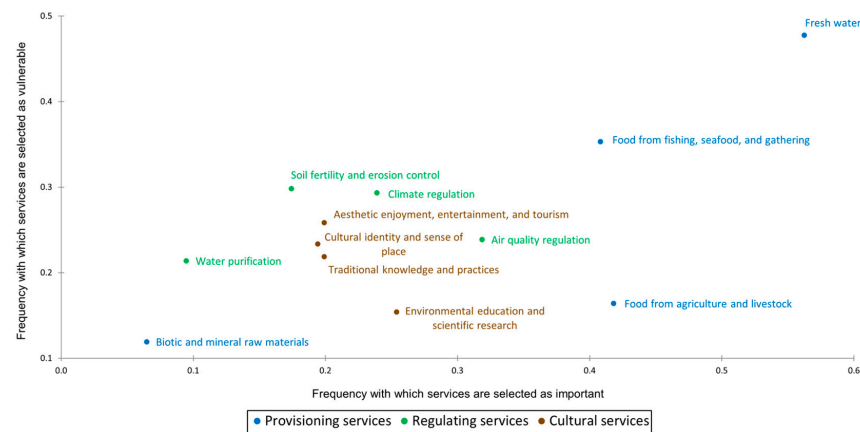 Frequency with which services are selected as vulnerable
0.5
0.4
0.3
0.2
0.1
Fresh water
Food from fishing, seafood, and gathering
Soil fertility and erosion control
Climate regulation
Aesthetic enjoyment, entertainment, and tourism
Cultural identity and sense of
place
Air quality regulation
Water purification
Traditional knowledge and practices
Food from agriculture and livestock
Environmental education and
scientific research
Biotic and mineral raw materials
0.0 0.1 0.2 0.3 0.4 0.5 0.6
Frequency with which services are selected as important
Provisioning services Regulating services Cultural services